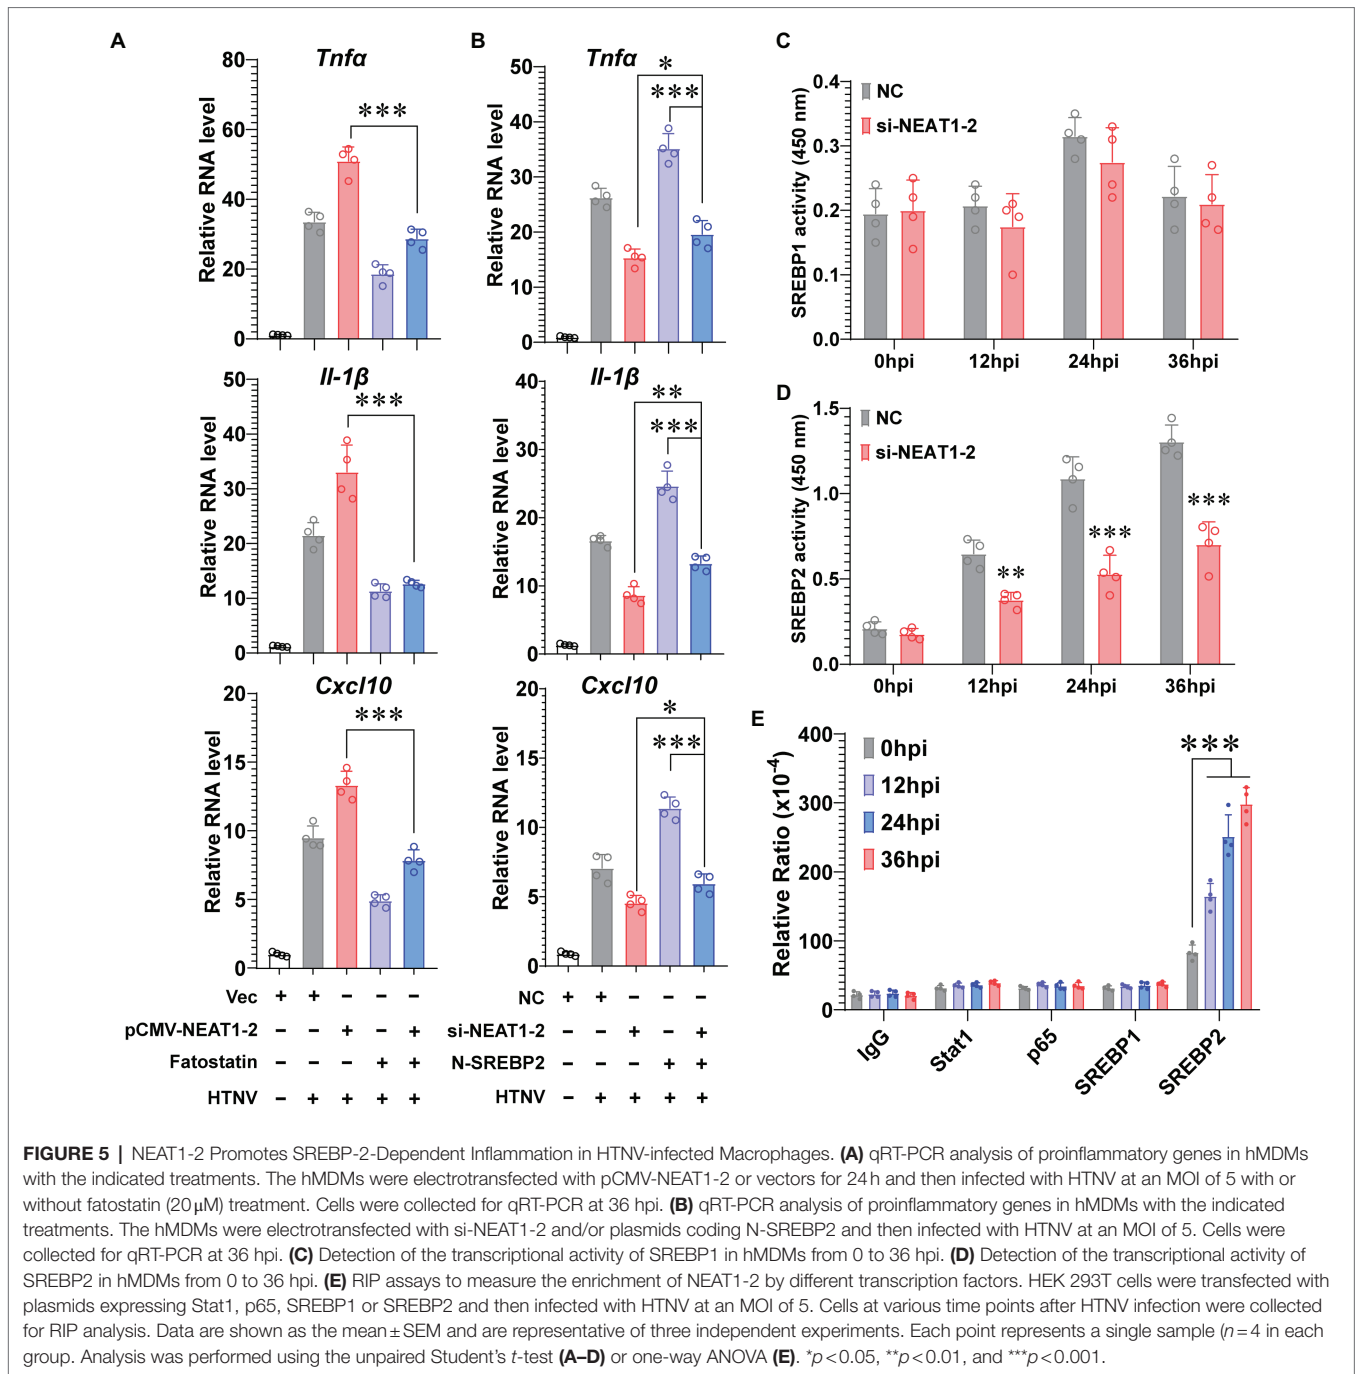 A
Tnfα
Relative RNA level
80
60
40
20
0
***
Il-1β
Relative RNA level
50
40
30
20
10
0
***
Cxcl10
Relative RNA level
20
15
10
5
0
***
Vec + + – – –
pCMV-NEAT1-2 – – + – +
Fatostatin – – – + +
HTNV – + + + +
B
Tnfα
Relative RNA level
50
40
30
20
10
0
*
***
Il-1β
Relative RNA level
40
30
20
10
0
**
***
Cxcl10
Relative RNA level
20
15
10
5
0
*
***
NC + + – – –
si-NEAT1-2 – – + – +
N-SREBP2 – – – + +
HTNV – + + + +
C
SREBP1 activity (450 nm)
0.4
0.3
0.2
0.1
0.0
NC
si-NEAT1-2
0hpi 12hpi 24hpi 36hpi
D
SREBP2 activity (450 nm)
1.5
1.0
0.5
0.0
NC
si-NEAT1-2
**
***
***
0hpi 12hpi 24hpi 36hpi
E
Relative Ratio (x10⁻⁴)
400
300
200
100
0
0hpi
12hpi
24hpi
36hpi
***
IgG Stat1 p65 SREBP1 SREBP2
FIGURE 5 | NEAT1-2 Promotes SREBP-2-Dependent Inflammation in HTNV-infected Macrophages. (A) qRT-PCR analysis of proinflammatory genes in hMDMs
with the indicated treatments. The hMDMs were electrotransfected with pCMV-NEAT1-2 or vectors for 24 h and then infected with HTNV at an MOI of 5 with or
without fatostatin (20 μM) treatment. Cells were collected for qRT-PCR at 36 hpi. (B) qRT-PCR analysis of proinflammatory genes in hMDMs with the indicated
treatments. The hMDMs were electrotransfected with si-NEAT1-2 and/or plasmids coding N-SREBP2 and then infected with HTNV at an MOI of 5. Cells were
collected for qRT-PCR at 36 hpi. (C) Detection of the transcriptional activity of SREBP1 in hMDMs from 0 to 36 hpi. (D) Detection of the transcriptional activity of
SREBP2 in hMDMs from 0 to 36 hpi. (E) RIP assays to measure the enrichment of NEAT1-2 by different transcription factors. HEK 293T cells were transfected with
plasmids expressing Stat1, p65, SREBP1 or SREBP2 and then infected with HTNV at an MOI of 5. Cells at various time points after HTNV infection were collected
for RIP analysis. Data are shown as the mean ± SEM and are representative of three independent experiments. Each point represents a single sample (n = 4 in each
group. Analysis was performed using the unpaired Student's t-test (A–D) or one-way ANOVA (E). *p < 0.05, **p < 0.01, and ***p < 0.001.